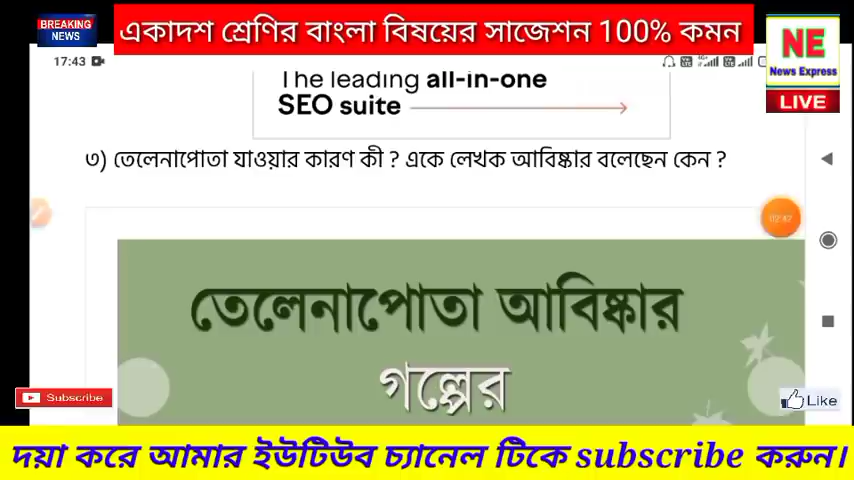 BREAKING
NEWS
একাদশ শ্রেণির বাংলা বিষয়ের সাজেশন 100% কমন
NE
News Express
LIVE
17:43
The leading all-in-one
SEO suite
৩) তেলেনাপোতা যাওয়ার কারণ কী ? একে লেখক আবিষ্কার বলেছেন কেন ?
তেলেনাপোতা আবিষ্কার
গল্পের
Subscribe
Like
দয়া করে আমার ইউটিউব চ্যানেল টিকে subscribe করুন।